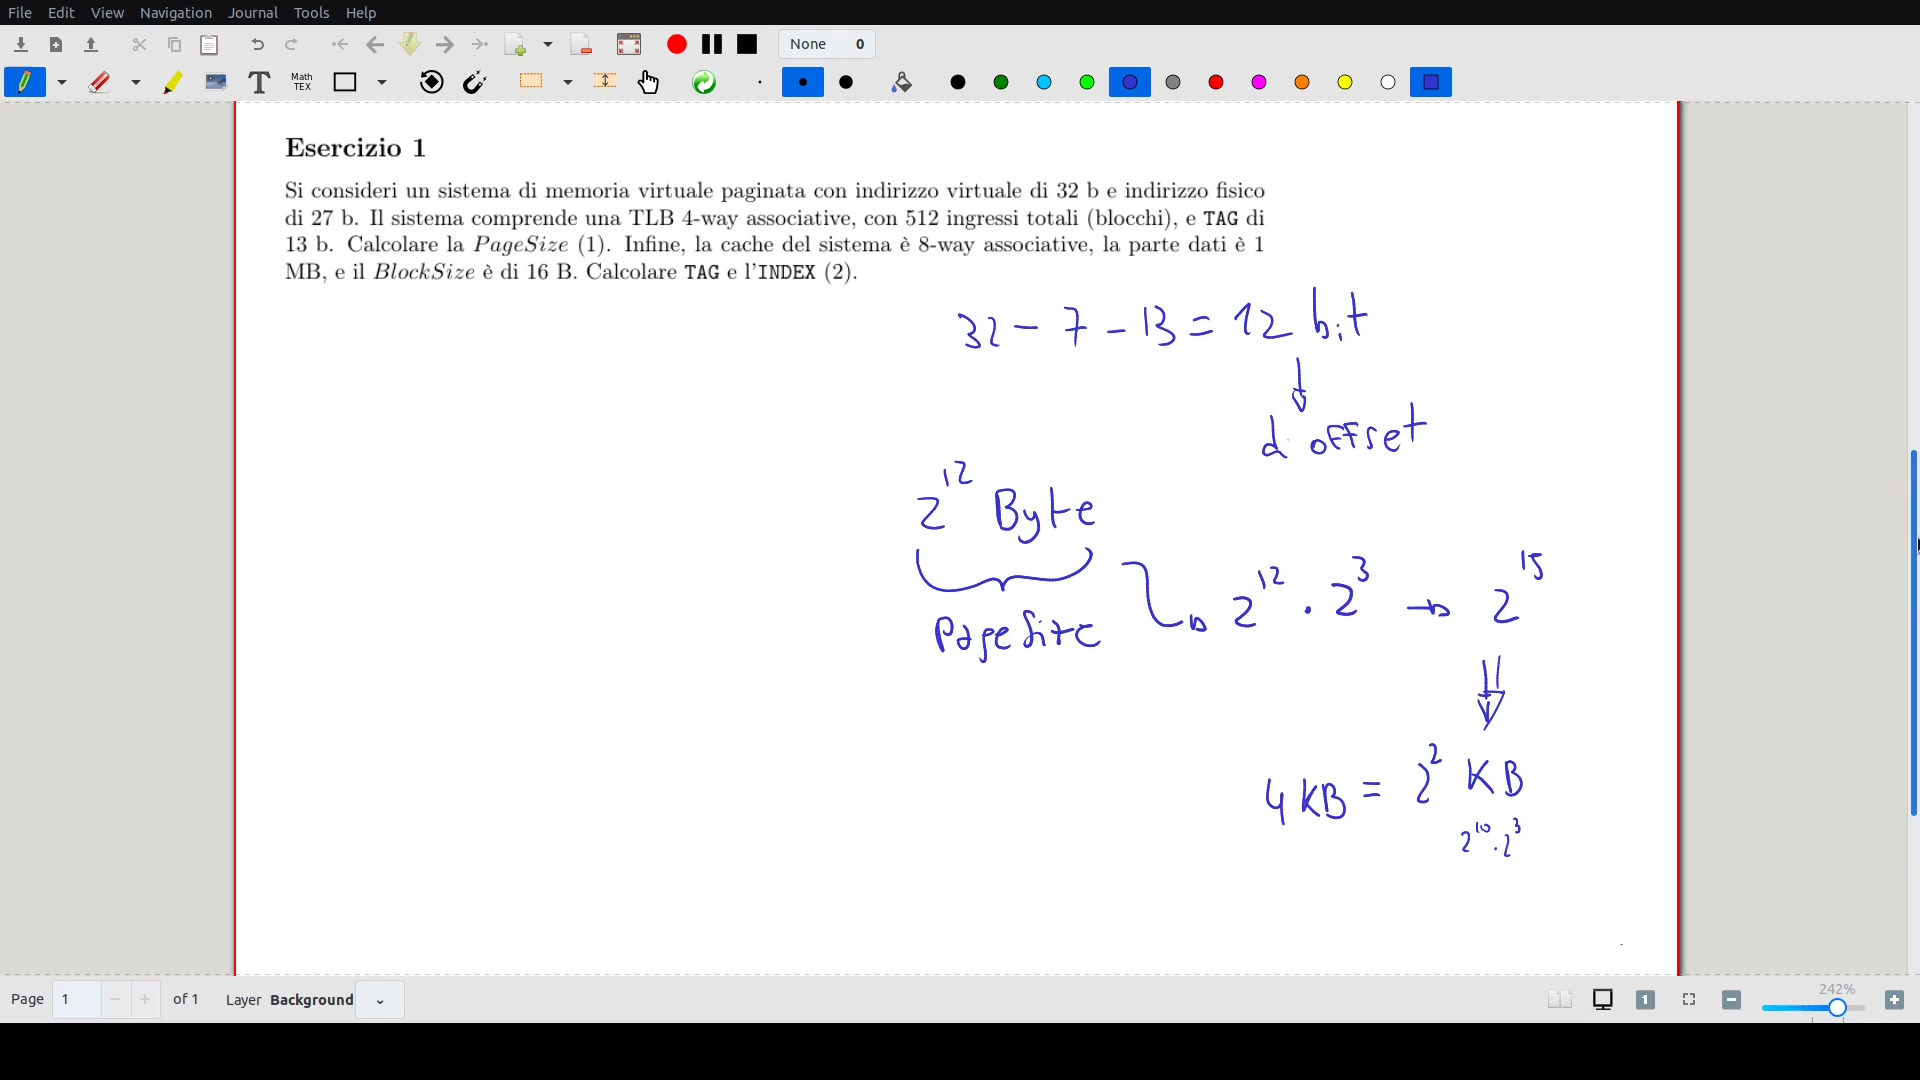 File Edit View Navigation Journal Tools Help
None 0
Math TEX
Esercizio 1
Si consideri un sistema di memoria virtuale paginata con indirizzo virtuale di 32 b e indirizzo fisico
di 27 b. Il sistema comprende una TLB 4-way associative, con 512 ingressi totali (blocchi), e TAG di
13 b. Calcolare la PageSize (1). Infine, la cache del sistema è 8-way associative, la parte dati è 1
MB, e il BlockSize è di 16 B. Calcolare TAG e l'INDEX (2).
32 - 7 - 13 = 12 bit
di offset
2^12 Byte
PageSize
2^12 · 2^3 → 2^15
4 KB = 2^2 KB
2^10 · 2^3
Page 1 of 1 Layer Background
1
242%